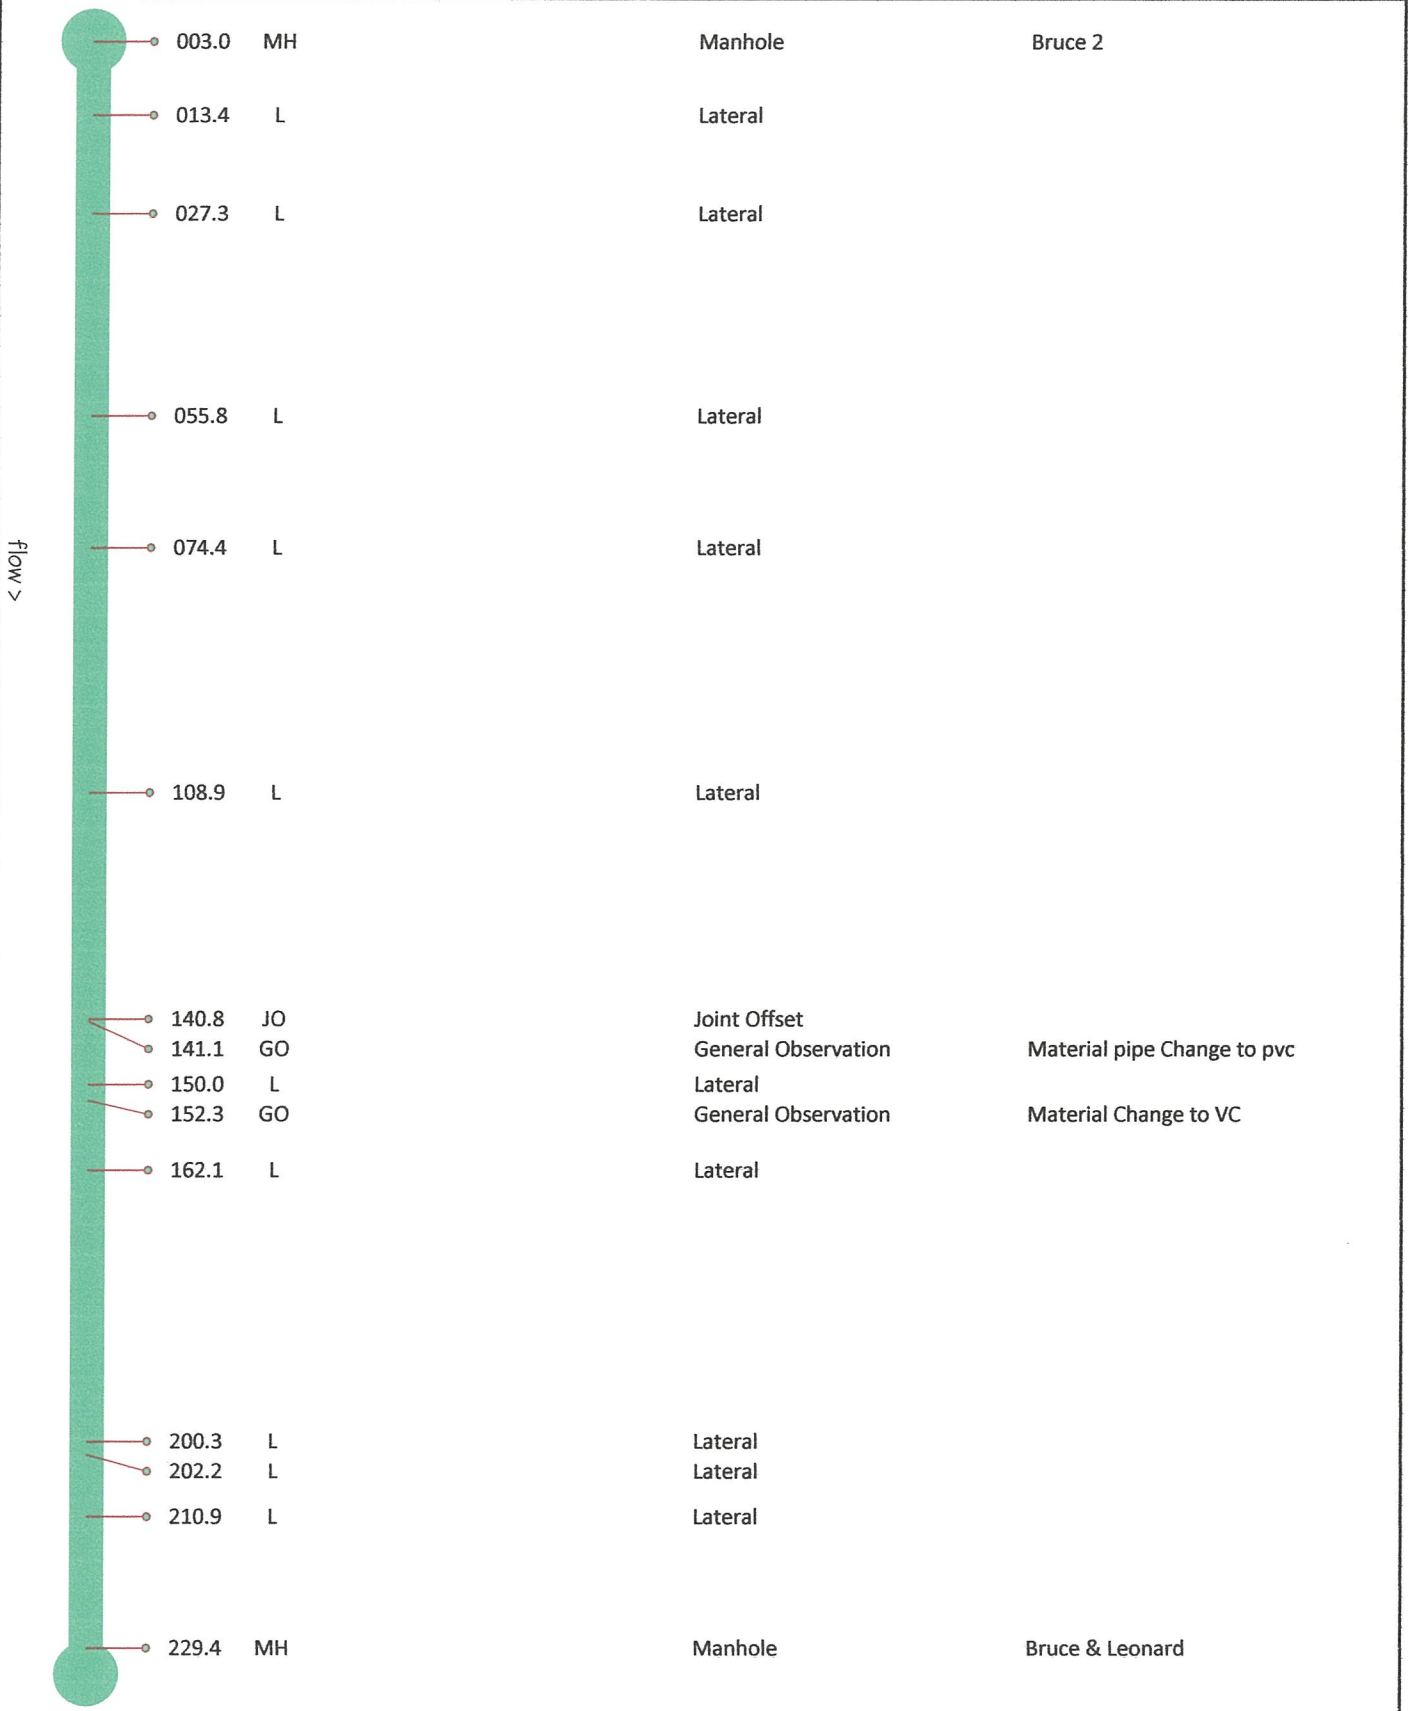 003.0 MH Manhole Bruce 2
013.4 L Lateral
027.3 L Lateral
055.8 L Lateral
074.4 L Lateral
flow >
108.9 L Lateral
140.8 JO Joint Offset
141.1 GO General Observation Material pipe Change to pvc
150.0 L Lateral
152.3 GO General Observation Material Change to VC
162.1 L Lateral
200.3 L Lateral
202.2 L Lateral
210.9 L Lateral
229.4 MH Manhole Bruce & Leonard